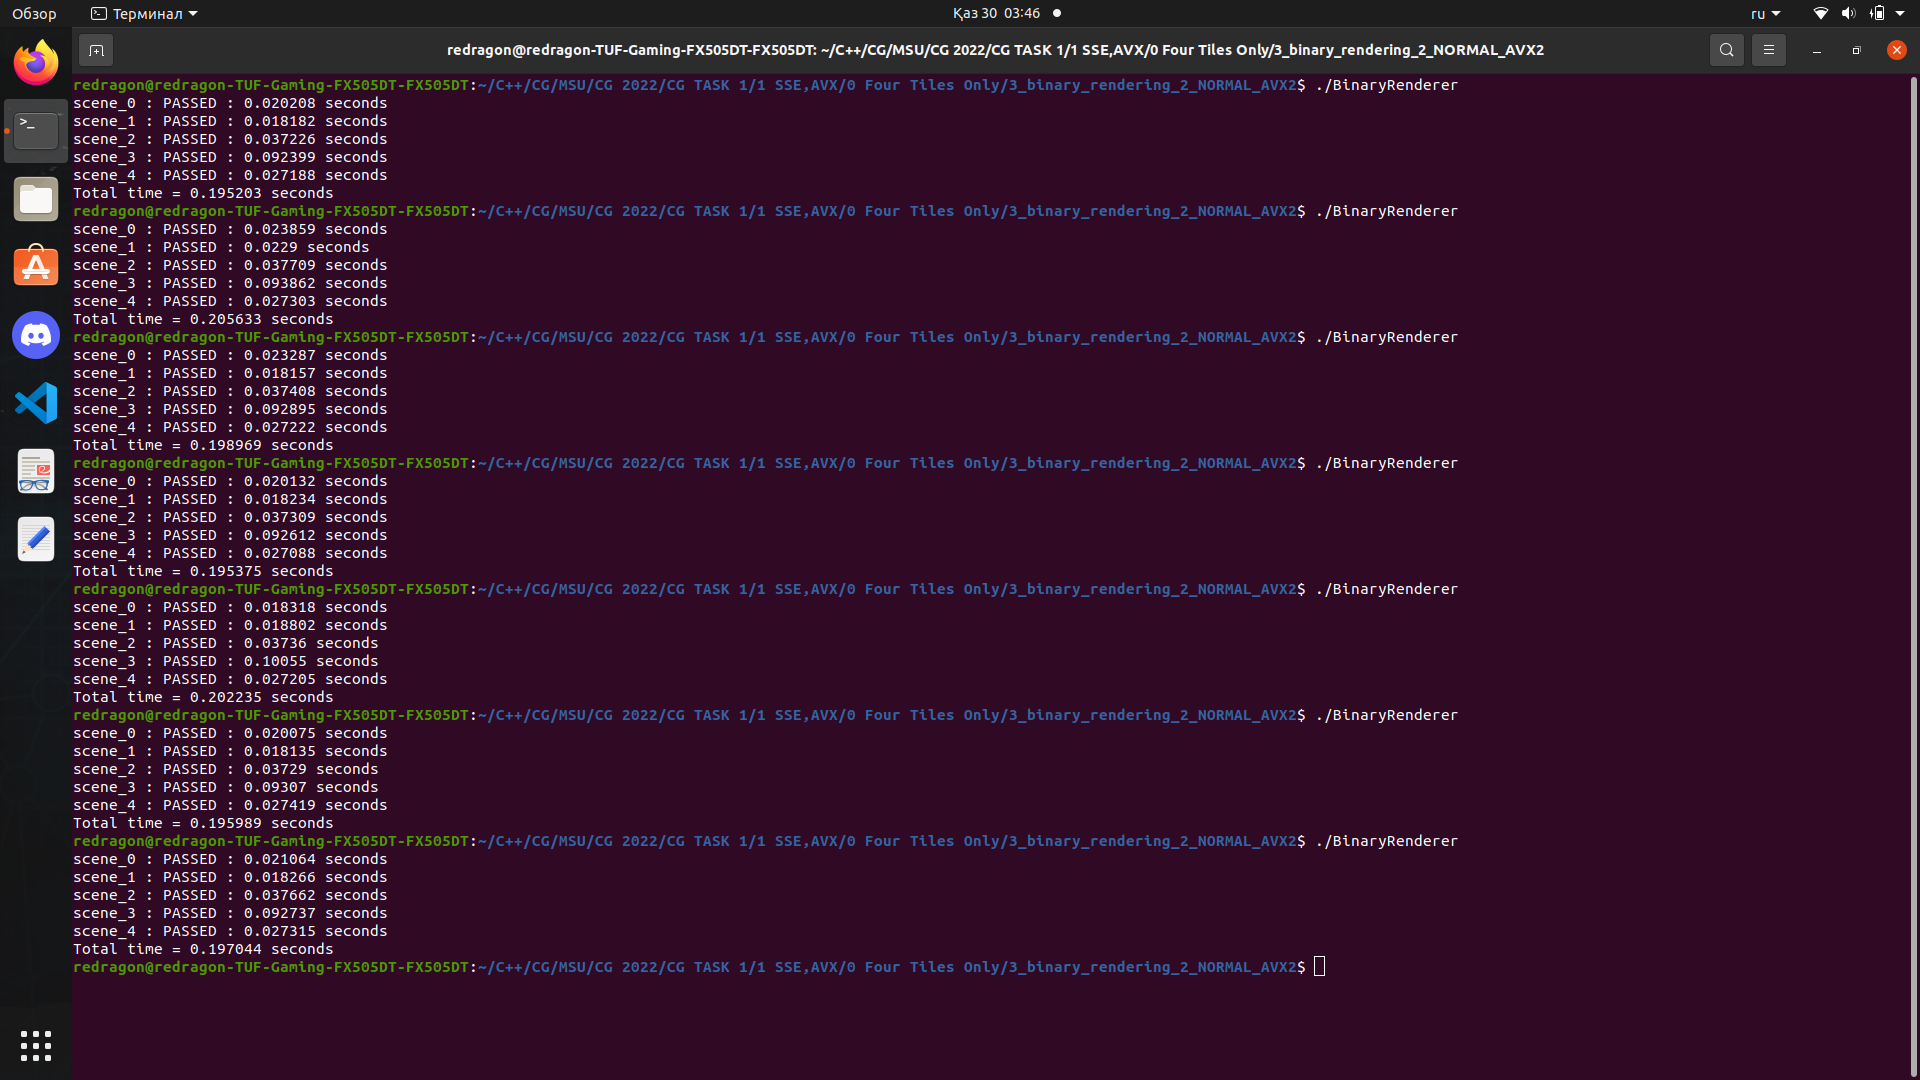 Обзор
Терминал
Қаз 30 03:46
ru
redragon@redragon-TUF-Gaming-FX505DT-FX505DT: ~/C++/CG/MSU/CG 2022/CG TASK 1/1 SSE,AVX/0 Four Tiles Only/3_binary_rendering_2_NORMAL_AVX2
redragon@redragon-TUF-Gaming-FX505DT-FX505DT:~/C++/CG/MSU/CG 2022/CG TASK 1/1 SSE,AVX/0 Four Tiles Only/3_binary_rendering_2_NORMAL_AVX2$ ./BinaryRenderer
scene_0 : PASSED : 0.020208 seconds
scene_1 : PASSED : 0.018182 seconds
scene_2 : PASSED : 0.037226 seconds
scene_3 : PASSED : 0.092399 seconds
scene_4 : PASSED : 0.027188 seconds
Total time = 0.195203 seconds
redragon@redragon-TUF-Gaming-FX505DT-FX505DT:~/C++/CG/MSU/CG 2022/CG TASK 1/1 SSE,AVX/0 Four Tiles Only/3_binary_rendering_2_NORMAL_AVX2$ ./BinaryRenderer
scene_0 : PASSED : 0.023859 seconds
scene_1 : PASSED : 0.0229 seconds
scene_2 : PASSED : 0.037709 seconds
scene_3 : PASSED : 0.093862 seconds
scene_4 : PASSED : 0.027303 seconds
Total time = 0.205633 seconds
redragon@redragon-TUF-Gaming-FX505DT-FX505DT:~/C++/CG/MSU/CG 2022/CG TASK 1/1 SSE,AVX/0 Four Tiles Only/3_binary_rendering_2_NORMAL_AVX2$ ./BinaryRenderer
scene_0 : PASSED : 0.023287 seconds
scene_1 : PASSED : 0.018157 seconds
scene_2 : PASSED : 0.037408 seconds
scene_3 : PASSED : 0.092895 seconds
scene_4 : PASSED : 0.027222 seconds
Total time = 0.198969 seconds
redragon@redragon-TUF-Gaming-FX505DT-FX505DT:~/C++/CG/MSU/CG 2022/CG TASK 1/1 SSE,AVX/0 Four Tiles Only/3_binary_rendering_2_NORMAL_AVX2$ ./BinaryRenderer
scene_0 : PASSED : 0.020132 seconds
scene_1 : PASSED : 0.018234 seconds
scene_2 : PASSED : 0.037309 seconds
scene_3 : PASSED : 0.092612 seconds
scene_4 : PASSED : 0.027088 seconds
Total time = 0.195375 seconds
redragon@redragon-TUF-Gaming-FX505DT-FX505DT:~/C++/CG/MSU/CG 2022/CG TASK 1/1 SSE,AVX/0 Four Tiles Only/3_binary_rendering_2_NORMAL_AVX2$ ./BinaryRenderer
scene_0 : PASSED : 0.018318 seconds
scene_1 : PASSED : 0.018802 seconds
scene_2 : PASSED : 0.03736 seconds
scene_3 : PASSED : 0.10055 seconds
scene_4 : PASSED : 0.027205 seconds
Total time = 0.202235 seconds
redragon@redragon-TUF-Gaming-FX505DT-FX505DT:~/C++/CG/MSU/CG 2022/CG TASK 1/1 SSE,AVX/0 Four Tiles Only/3_binary_rendering_2_NORMAL_AVX2$ ./BinaryRenderer
scene_0 : PASSED : 0.020075 seconds
scene_1 : PASSED : 0.018135 seconds
scene_2 : PASSED : 0.03729 seconds
scene_3 : PASSED : 0.09307 seconds
scene_4 : PASSED : 0.027419 seconds
Total time = 0.195989 seconds
redragon@redragon-TUF-Gaming-FX505DT-FX505DT:~/C++/CG/MSU/CG 2022/CG TASK 1/1 SSE,AVX/0 Four Tiles Only/3_binary_rendering_2_NORMAL_AVX2$ ./BinaryRenderer
scene_0 : PASSED : 0.021064 seconds
scene_1 : PASSED : 0.018266 seconds
scene_2 : PASSED : 0.037662 seconds
scene_3 : PASSED : 0.092737 seconds
scene_4 : PASSED : 0.027315 seconds
Total time = 0.197044 seconds
redragon@redragon-TUF-Gaming-FX505DT-FX505DT:~/C++/CG/MSU/CG 2022/CG TASK 1/1 SSE,AVX/0 Four Tiles Only/3_binary_rendering_2_NORMAL_AVX2$